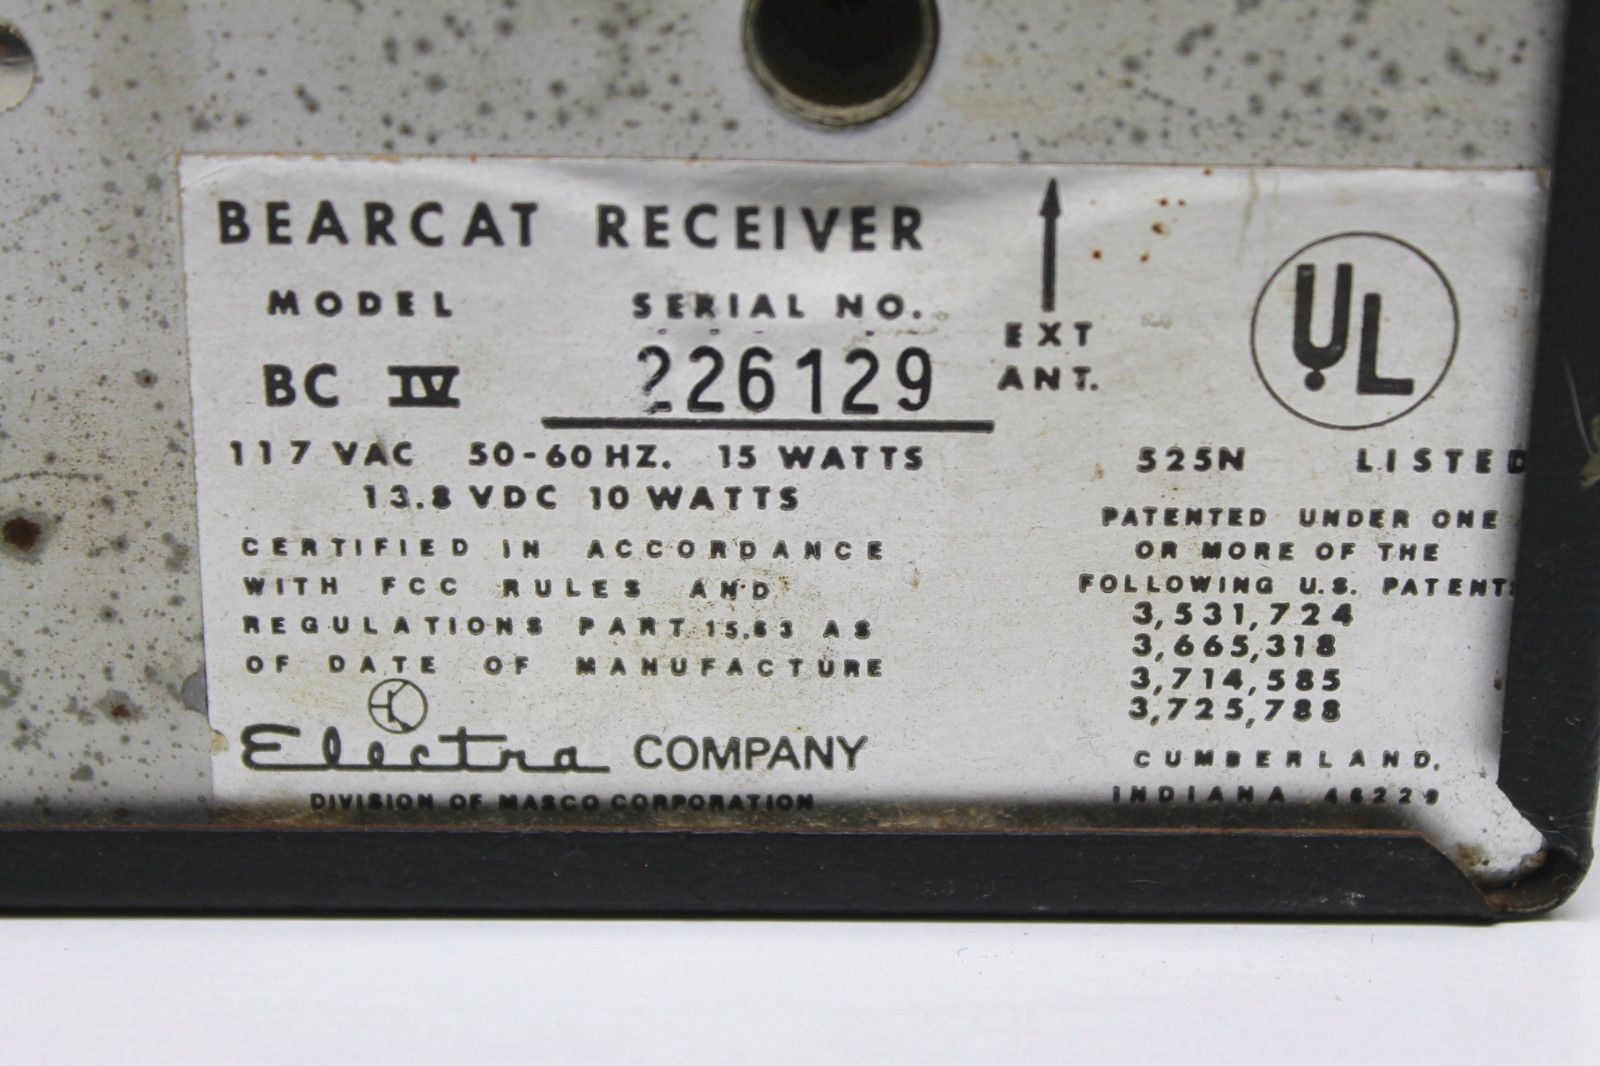 BEARCAT RECEIVER
MODEL SERIAL NO.
BC IV 226129
EXT
ANT.
UL
117 VAC 50-60 HZ. 15 WATTS
13.8 VDC 10 WATTS
525N LISTED
CERTIFIED IN ACCORDANCE
WITH FCC RULES AND
REGULATIONS PART 15.63 AS
OF DATE OF MANUFACTURE
PATENTED UNDER ONE
OR MORE OF THE
FOLLOWING U.S. PATENTS
3,531,724
3,665,318
3,714,585
3,725,788
Electra COMPANY
DIVISION OF MASCO CORPORATION
CUMBERLAND,
INDIANA 46229